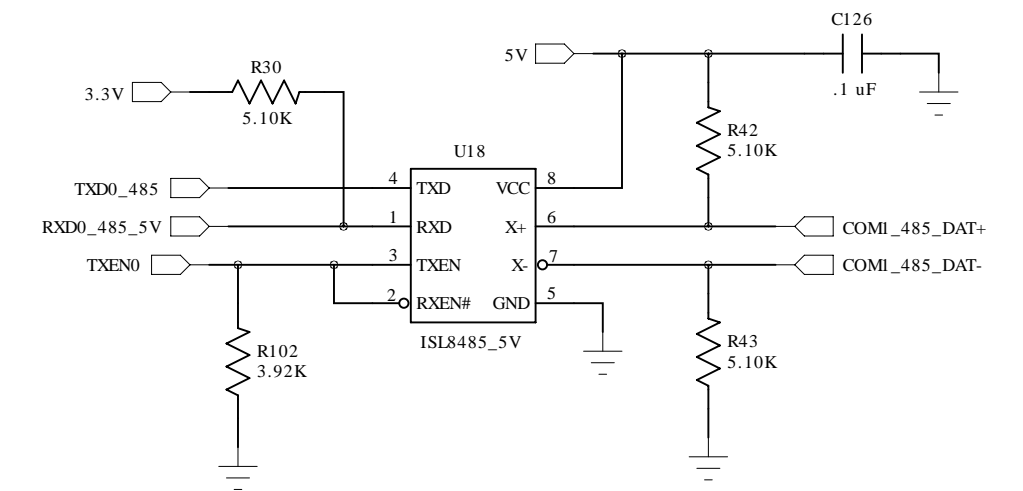 C126
5V
.1 uF
R30
3.3V
5.10K
R42
5.10K
U18
TXD0_485
4
TXD
VCC
8
RXD0_485_5V
1
RXD
X+
6
COM1_485_DAT+
TXEN0
3
TXEN
X-
7
COM1_485_DAT-
2
RXEN#
GND
5
ISL8485_5V
R102
3.92K
R43
5.10K